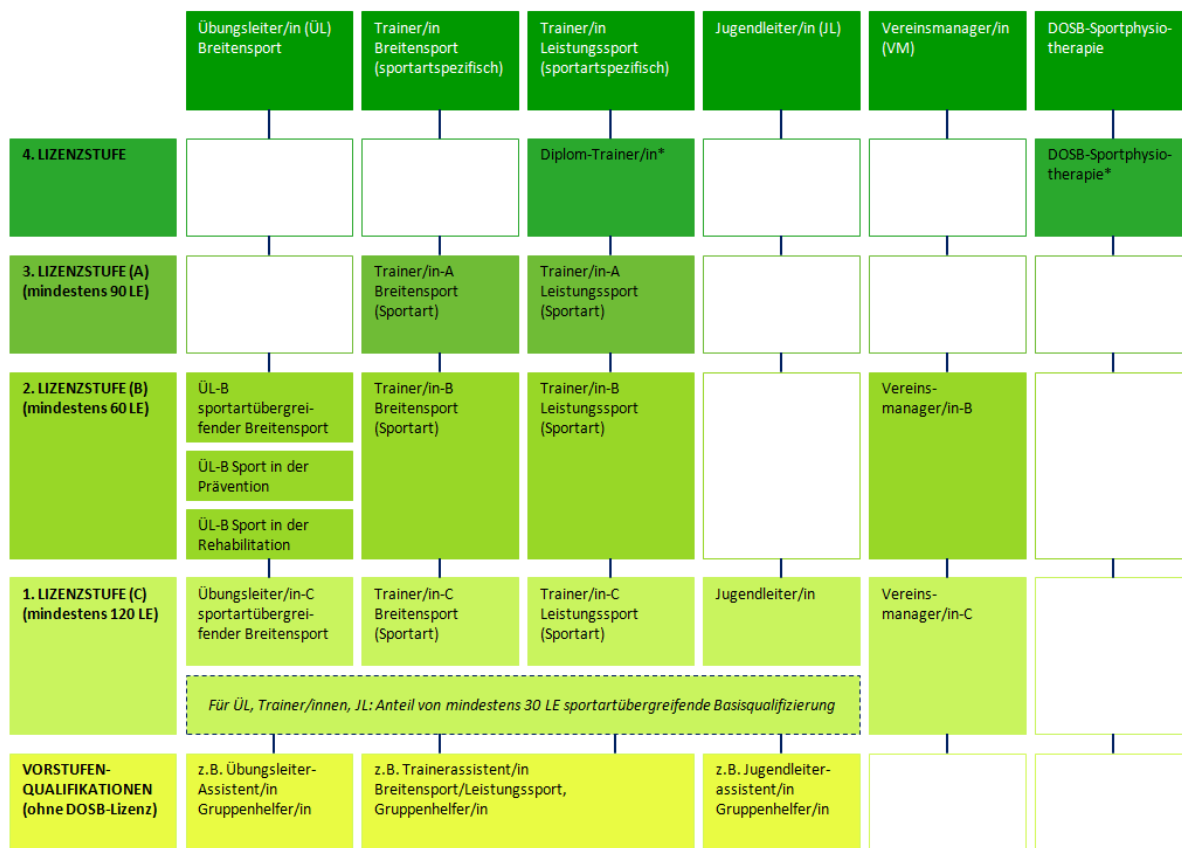 Übungsleiter/in (ÜL)
Breitensport
Trainer/in
Breitensport
(sportartspezifisch)
Trainer/in
Leistungssport
(sportartspezifisch)
Jugendleiter/in (JL)
Vereinsmanager/in
(VM)
DOSB-Sportphysio-
therapie
4. LIZENZSTUFE
Diplom-Trainer/in*
DOSB-Sportphysio-
therapie*
3. LIZENZSTUFE (A)
(mindestens 90 LE)
Trainer/in-A
Breitensport
(Sportart)
Trainer/in-A
Leistungssport
(Sportart)
2. LIZENZSTUFE (B)
(mindestens 60 LE)
ÜL-B
sportartübergrei-
fender Breitensport
ÜL-B Sport in der
Prävention
ÜL-B Sport in der
Rehabilitation
Trainer/in-B
Breitensport
(Sportart)
Trainer/in-B
Leistungssport
(Sportart)
Vereins-
manager/in-B
1. LIZENZSTUFE (C)
(mindestens 120 LE)
Übungsleiter/in-C
sportartübergrei-
fender Breitensport
Trainer/in-C
Breitensport
(Sportart)
Trainer/in-C
Leistungssport
(Sportart)
Jugendleiter/in
Vereins-
manager/in-C
Für ÜL, Trainer/innen, JL: Anteil von mindestens 30 LE sportartübergreifende Basisqualifizierung
VORSTUFEN-
QUALIFIKATIONEN
(ohne DOSB-Lizenz)
z.B. Übungsleiter-
Assistent/in
Gruppenhelfer/in
z.B. Trainerassistent/in
Breitensport/Leistungssport,
Gruppenhelfer/in
z.B. Jugendleiter-
assistent/in
Gruppenhelfer/in